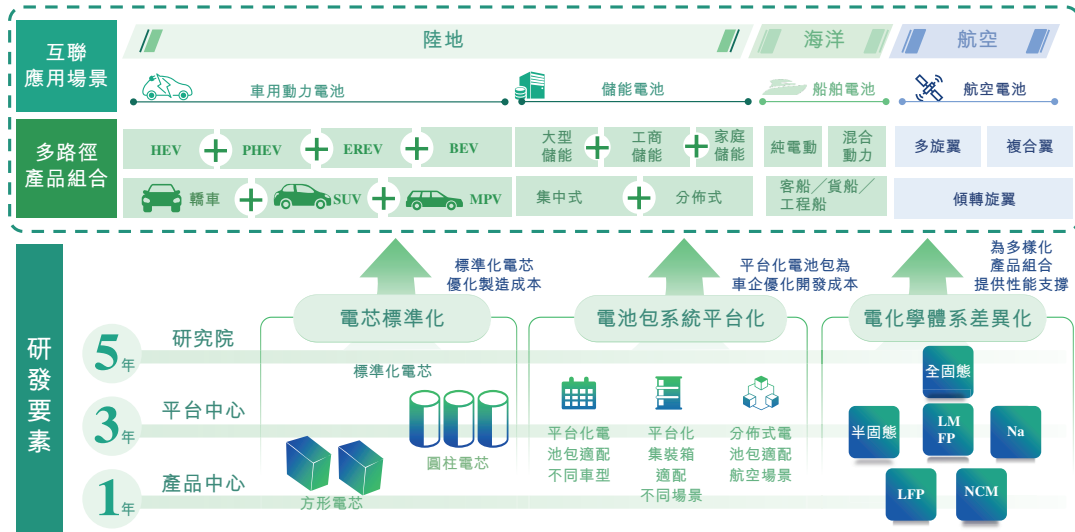 互聯
應用場景
陸地
海洋
航空
車用動力電池
儲能電池
船舶電池
航空電池
多路徑
產品組合
HEV
PHEV
EREV
BEV
大型
儲能
工商
儲能
家庭
儲能
純電動
混合
動力
多旋翼
複合翼
轎車
SUV
MPV
集中式
分佈式
客船／貨船／
工程船
傾轉旋翼
研發要素
標準化電芯
優化製造成本
平台化電池包為
車企優化開發成本
為多樣化
產品組合
提供性能支撐
電芯標準化
電池包系統平台化
電化學體系差異化
5年
研究院
3年
平台中心
1年
產品中心
標準化電芯
圓柱電芯
方形電芯
平台化電
池包適配
不同車型
平台化
集裝箱
適配
不同場景
分佈式電
池包適配
航空場景
全固態
半固態
LM
FP
Na
LFP
NCM